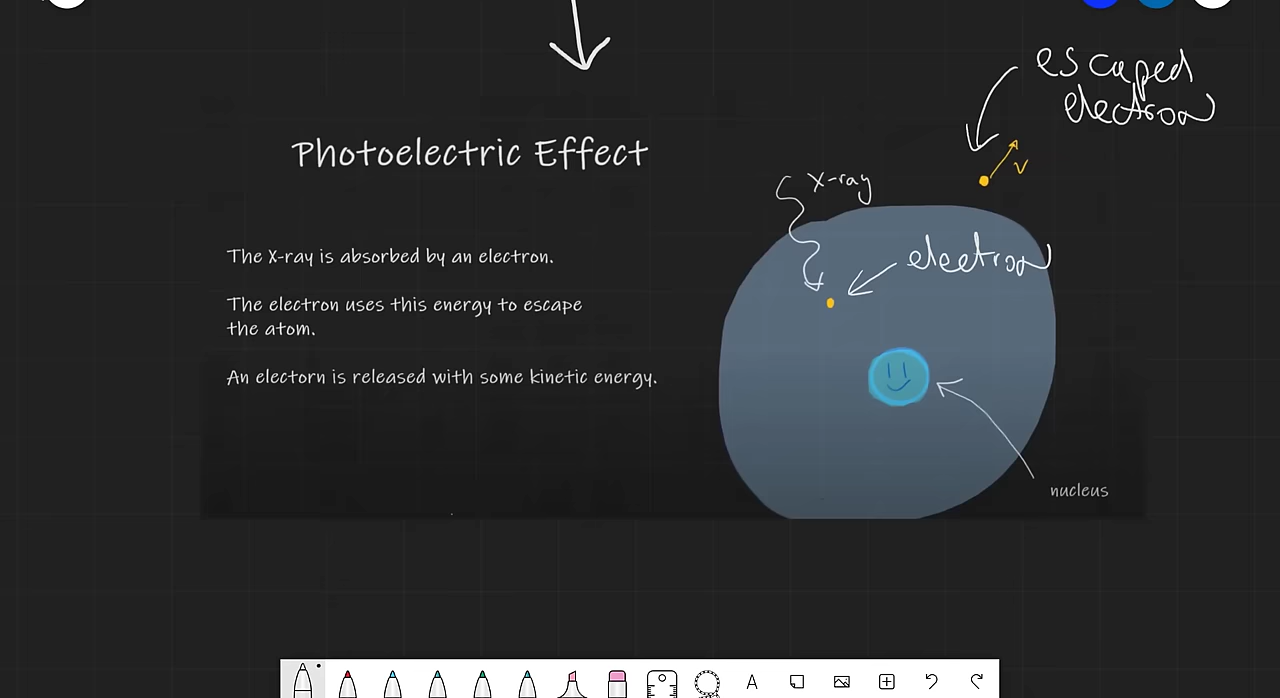 escaped
electron
Photoelectric Effect
X-ray
v
The X-ray is absorbed by an electron.
electron
The electron uses this energy to escape
the atom.
An electorn is released with some kinetic energy.
nucleus
A